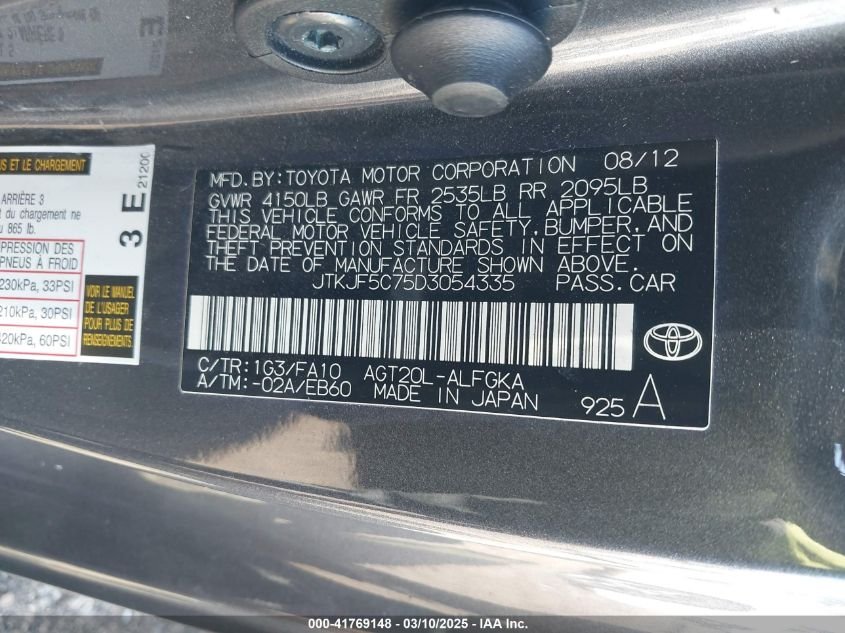 US ET LE CHARGEMENT
ARRIÈRE 3
du chargement ne
865 lb.
PRESSION DES
PNEUS À FROID
230kPa, 33PSI
210kPa, 30PSI
420kPa, 60PSI
VOIR LE MANUEL
DE L'USAGER
POUR PLUS DE
RENSEIGNEMENTS
3 E
21200
MFD.BY:TOYOTA MOTOR CORPORATION 08/12
GVWR 4150LB GAWR FR 2535LB RR 2095LB
THIS VEHICLE CONFORMS TO ALL APPLICABLE
FEDERAL MOTOR VEHICLE SAFETY,BUMPER,AND
THEFT PREVENTION STANDARDS IN EFFECT ON
THE DATE OF MANUFACTURE SHOWN ABOVE.
JTKJF5C75D3054335 PASS.CAR
C/TR:1G3/FA10 AGT20L-ALFGKA
A/TM:-02A/EB60 MADE IN JAPAN 925 A
000-41769148 - 03/10/2025 - IAA Inc.